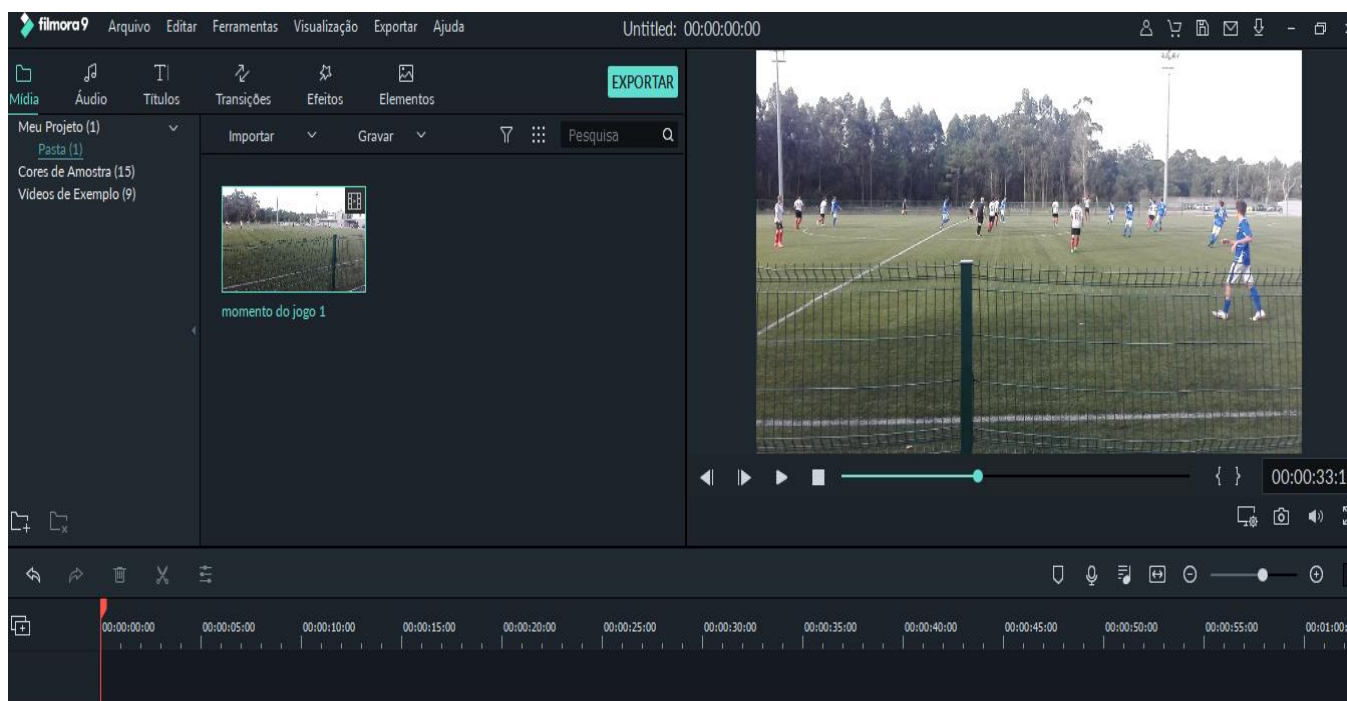 filmora9 Arquivo Editar Ferramentas Visualização Exportar Ajuda Untitled: 00:00:00:00
Mídia Áudio Títulos Transições Efeitos Elementos EXPORTAR
Meu Projeto (1)
Pasta (1)
Cores de Amostra (15)
Vídeos de Exemplo (9)
Importar Gravar Pesquisa
momento do jogo 1
00:00:33:1
00:00:00:00 00:00:05:00 00:00:10:00 00:00:15:00 00:00:20:00 00:00:25:00 00:00:30:00 00:00:35:00 00:00:40:00 00:00:45:00 00:00:50:00 00:00:55:00 00:01:00: